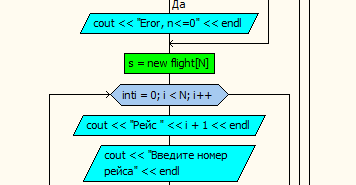 Да
cout << "Eror, n<=0" << endl
s = new flight[N]
inti = 0; i < N; i++
cout << "Рейс " << i + 1 << endl
cout << "Введите номер
рейса" << endl